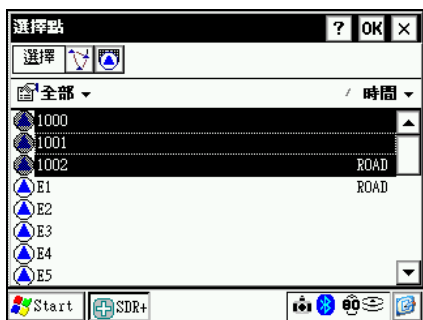 選擇點 ? OK ×
選擇
全部 / 時間
1000
1001
1002 ROAD
E1 ROAD
E2
E3
E4
E5
Start SDR+